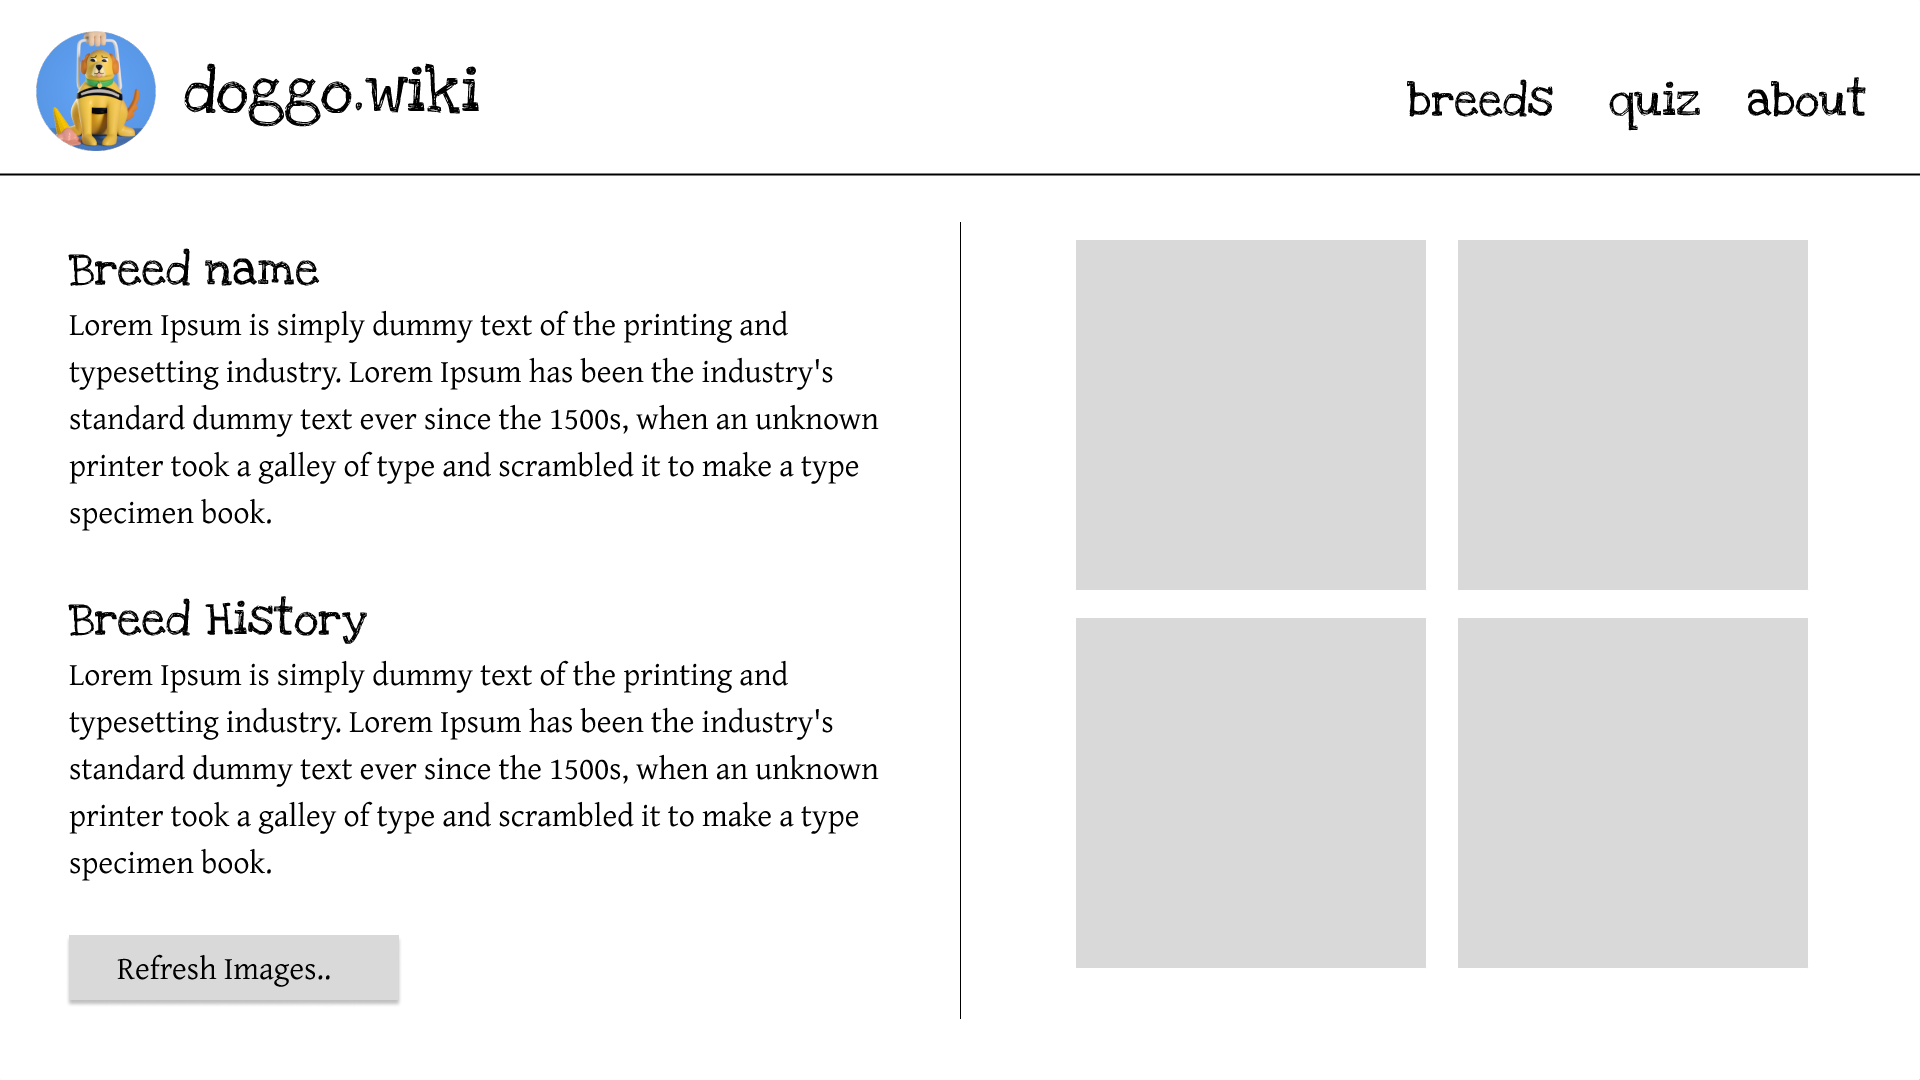 doggo.wiki
breeds quiz about
Breed name
Lorem Ipsum is simply dummy text of the printing and
typesetting industry. Lorem Ipsum has been the industry's
standard dummy text ever since the 1500s, when an unknown
printer took a galley of type and scrambled it to make a type
specimen book.
Breed History
Lorem Ipsum is simply dummy text of the printing and
typesetting industry. Lorem Ipsum has been the industry's
standard dummy text ever since the 1500s, when an unknown
printer took a galley of type and scrambled it to make a type
specimen book.
Refresh Images..